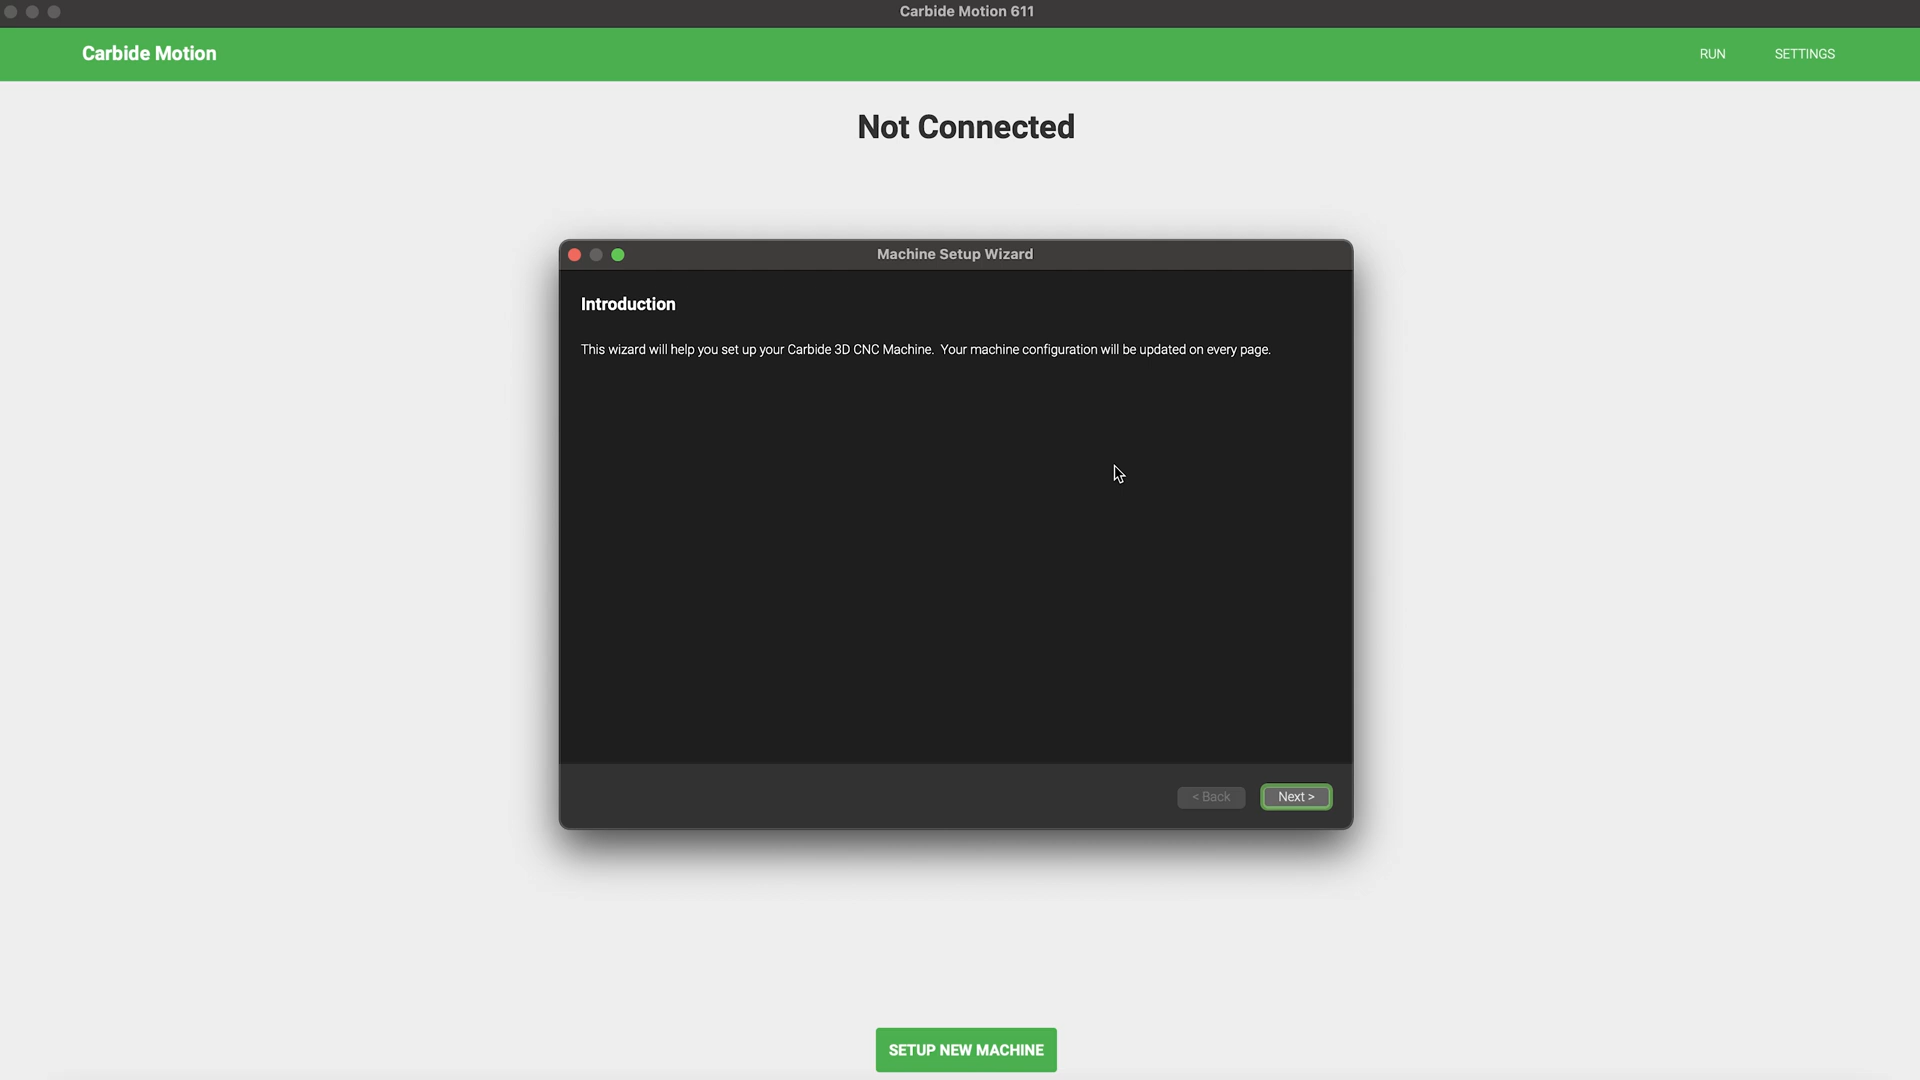 Carbide Motion 611
Carbide Motion
RUN
SETTINGS
Not Connected
Machine Setup Wizard
Introduction
This wizard will help you set up your Carbide 3D CNC Machine.  Your machine configuration will be updated on every page.
< Back
Next >
SETUP NEW MACHINE